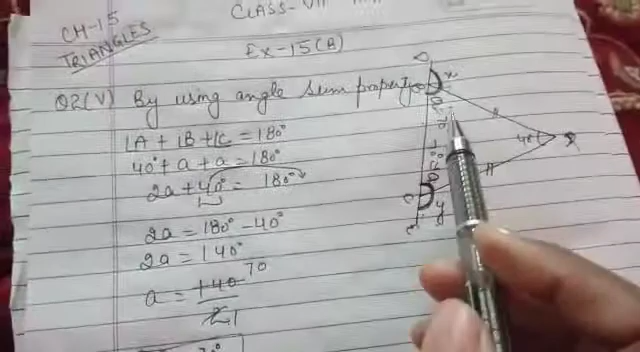 CLASS-VII
CH-15
TRIANGLES
Ex-15(A)
Q2(V) By using angle sum property
∠A + ∠B + ∠C = 180°
40° + a + a = 180°
2a + 40° = 180°
2a = 180° - 40°
2a = 140°
a = 140 70
2 1
x
40°
y